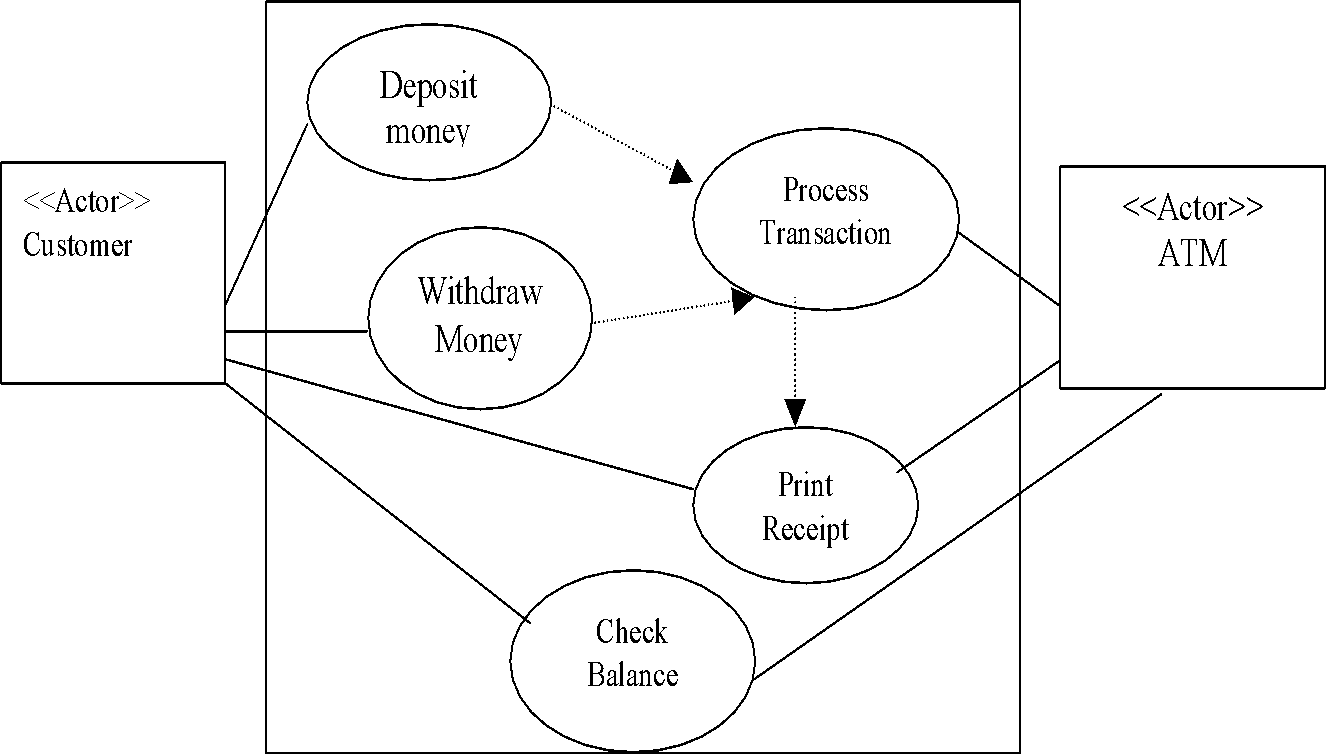 Deposit
money
<<Actor>>
Customer
Process
Transaction
<<Actor>>
ATM
Withdraw
Money
Print
Receipt
Check
Balance